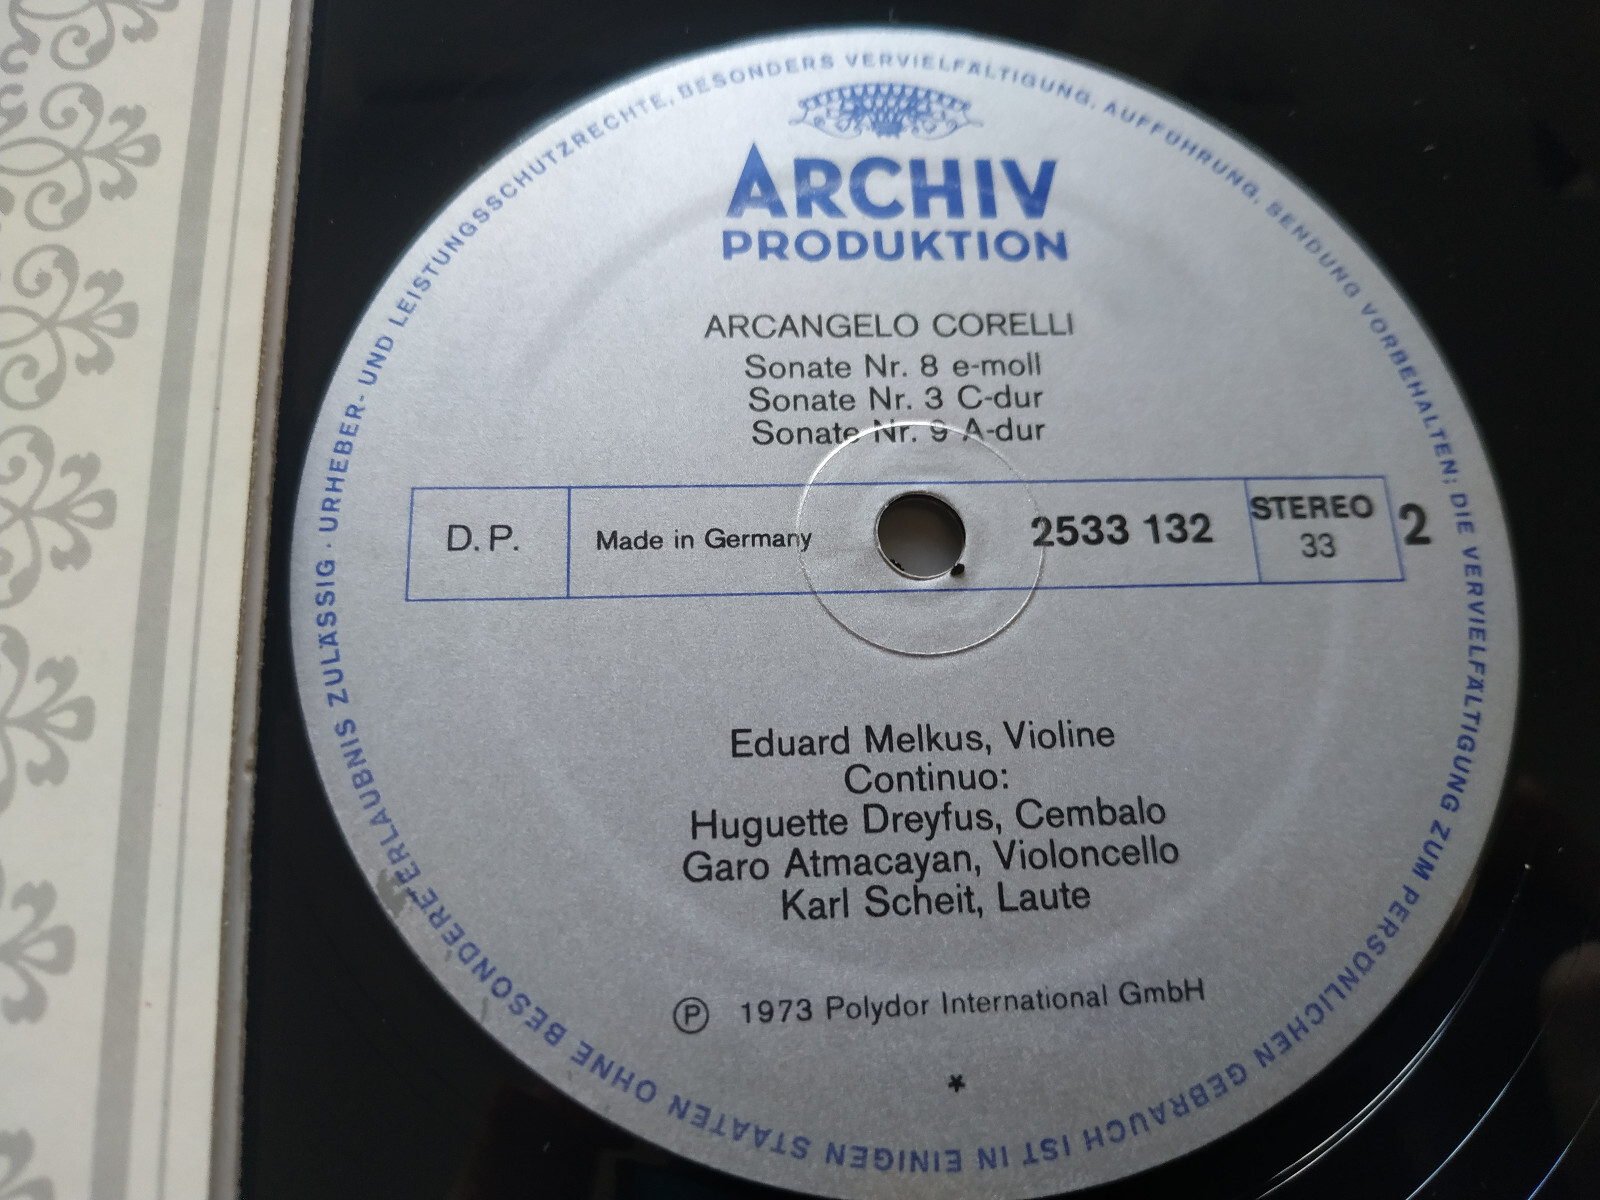 URHEBER- UND LEISTUNGSSCHUTZRECHTE, BESONDERS VERVIELFÄLTIGUNG, AUFFÜHRUNG, SENDUNG VORBEHALTEN; DIE VERVIELFÄLTIGUNG ZUM PERSÖNLICHEN GEBRAUCH IST IN EINIGEN STAATEN OHNE BESONDERE ERLAUBNIS ZULÄSSIG ·
ARCHIV
PRODUKTION
ARCANGELO CORELLI
Sonate Nr. 8 e-moll
Sonate Nr. 3 C-dur
Sonate Nr. 9 A-dur
D. P. Made in Germany 2533 132 STEREO 33 2
Eduard Melkus, Violine
Continuo:
Huguette Dreyfus, Cembalo
Garo Atmacayan, Violoncello
Karl Scheit, Laute
Ⓟ 1973 Polydor International GmbH
*